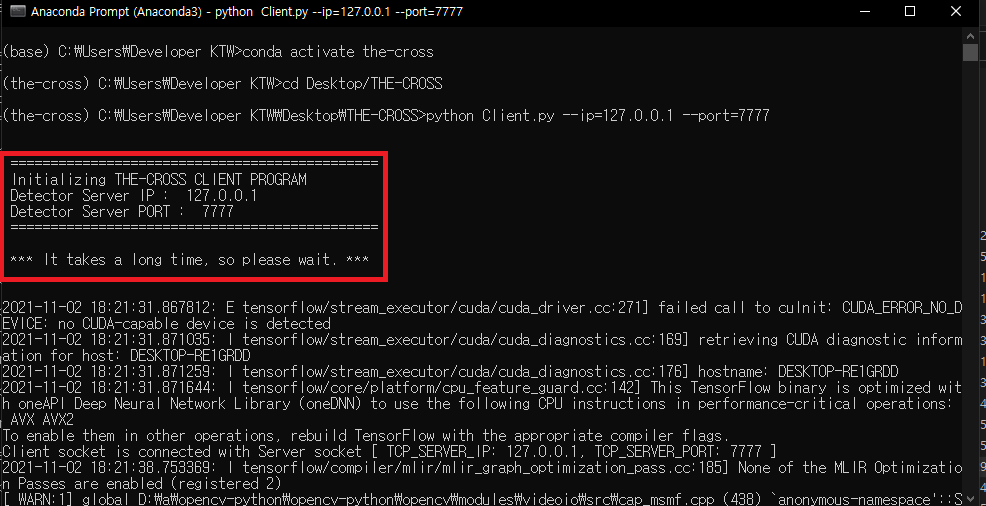 Anaconda Prompt (Anaconda3) - python  Client.py --ip=127.0.0.1 --port=7777
(base) C:₩Users₩Developer KTW>conda activate the-cross
(the-cross) C:₩Users₩Developer KTW>cd Desktop/THE-CROSS
(the-cross) C:₩Users₩Developer KTW₩Desktop₩THE-CROSS>python Client.py --ip=127.0.0.1 --port=7777
==============================================
Initializing THE-CROSS CLIENT PROGRAM
Detector Server IP :  127.0.0.1
Detector Server PORT :  7777
==============================================
*** It takes a long time, so please wait. ***
2021-11-02 18:21:31.867812: E tensorflow/stream_executor/cuda/cuda_driver.cc:271] failed call to cuInit: CUDA_ERROR_NO_D
EVICE: no CUDA-capable device is detected
2021-11-02 18:21:31.871035: I tensorflow/stream_executor/cuda/cuda_diagnostics.cc:169] retrieving CUDA diagnostic inform
ation for host: DESKTOP-RE1GRDD
2021-11-02 18:21:31.871259: I tensorflow/stream_executor/cuda/cuda_diagnostics.cc:176] hostname: DESKTOP-RE1GRDD
2021-11-02 18:21:31.871644: I tensorflow/core/platform/cpu_feature_guard.cc:142] This TensorFlow binary is optimized wit
h oneAPI Deep Neural Network Library (oneDNN) to use the following CPU instructions in performance-critical operations:
AVX AVX2
To enable them in other operations, rebuild TensorFlow with the appropriate compiler flags.
Client socket is connected with Server socket [ TCP_SERVER_IP: 127.0.0.1, TCP_SERVER_PORT: 7777 ]
2021-11-02 18:21:38.753369: I tensorflow/compiler/mlir/mlir_graph_optimization_pass.cc:185] None of the MLIR Optimizatio
n Passes are enabled (registered 2)
[ WARN:1] global D:₩a₩opencv-python₩opencv-python₩opencv₩modules₩videoio₩src₩cap_msmf.cpp (438) `anonymous-namespace'::S